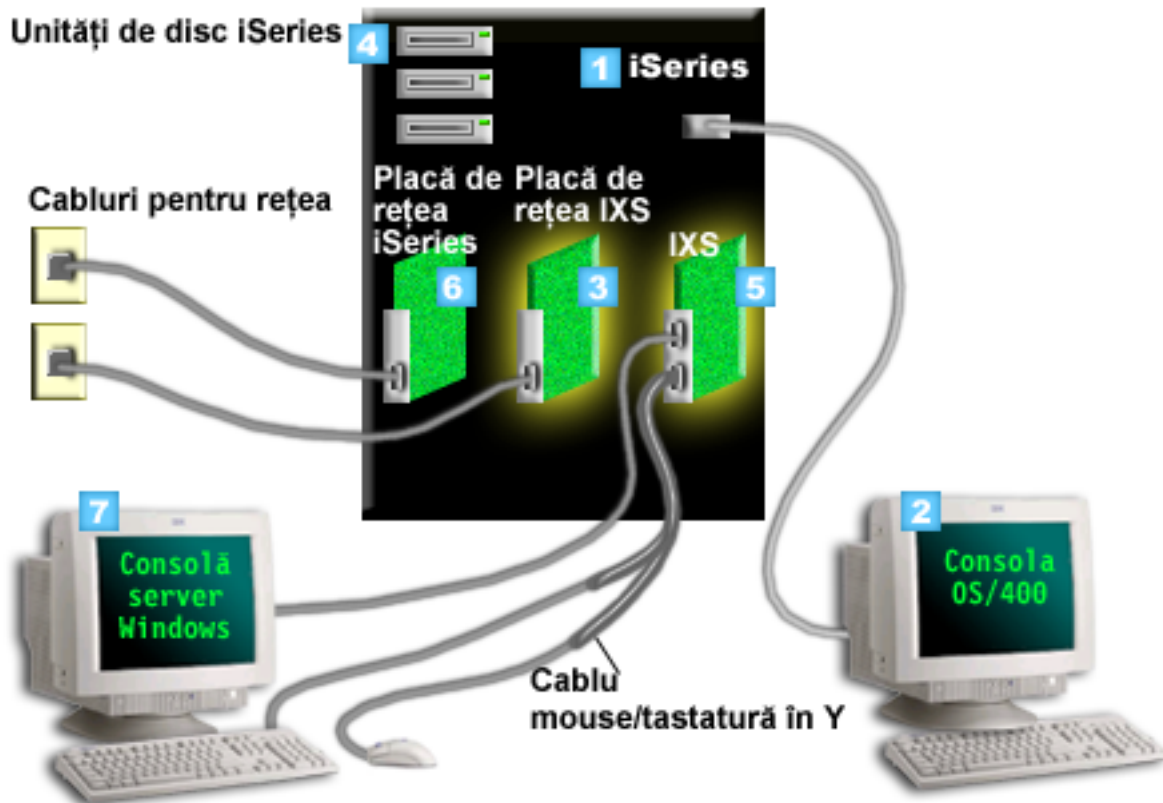 Unități de disc iSeries
4
1
iSeries
Cabluri pentru rețea
Placă de
rețea
iSeries
Placă de
rețea IXS
IXS
6
3
5
7
Consolă
server
Windows
2
Consola
OS/400
Cablu
mouse/tastatură în Y